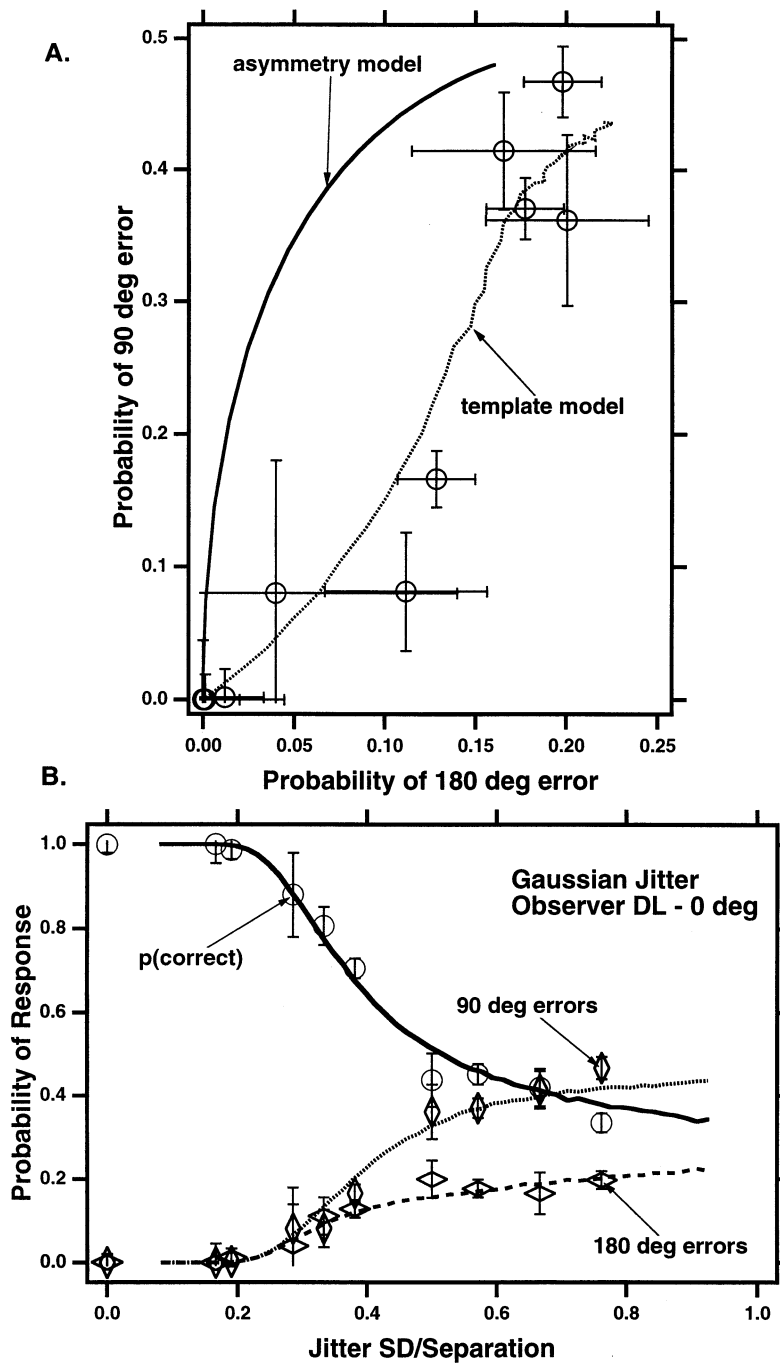 A.
0.5
asymmetry model
0.4
0.3
template model
0.2
0.1
0.0
Probability of 90 deg error
0.00 0.05 0.10 0.15 0.20 0.25
Probability of 180 deg error
B.
1.0
Gaussian Jitter
Observer DL - 0 deg
0.8
p(correct)
90 deg errors
0.6
0.4
0.2
180 deg errors
0.0
Probability of Response
0.0 0.2 0.4 0.6 0.8 1.0
Jitter SD/Separation